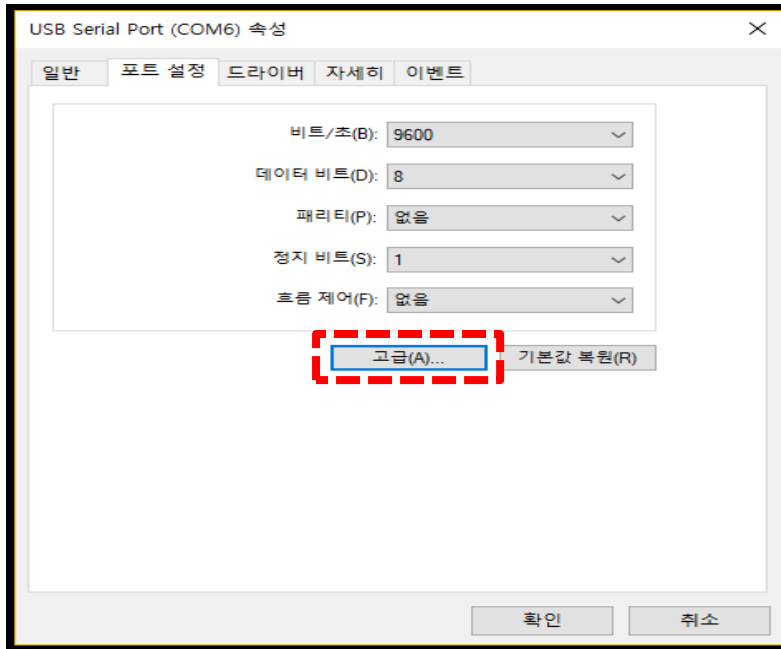 USB Serial Port (COM6) 속성
일반 포트 설정 드라이버 자세히 이벤트
비트/초(B): 9600
데이터 비트(D): 8
패리티(P): 없음
정지 비트(S): 1
흐름 제어(F): 없음
고급(A)... 기본값 복원(R)
확인 취소